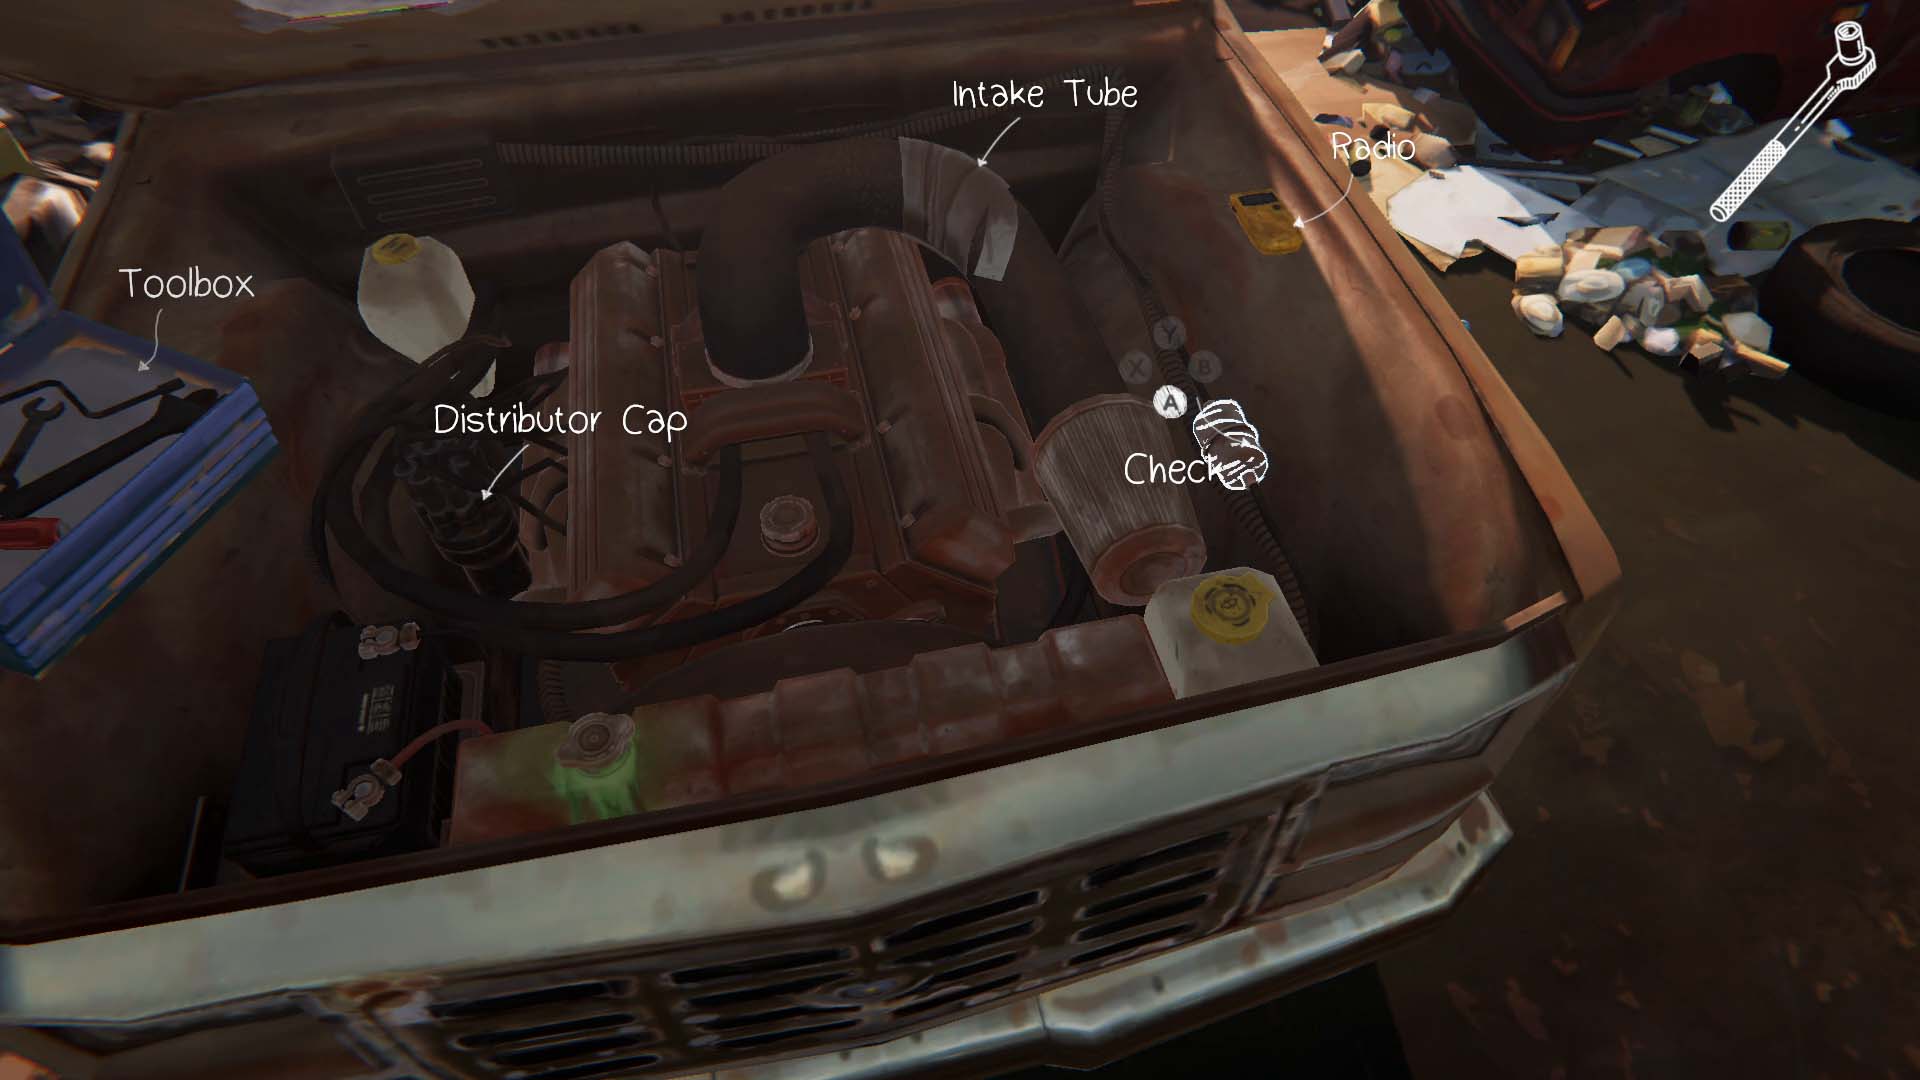 Intake Tube
Radio
Toolbox
Distributor Cap
Y
X
B
A
Check